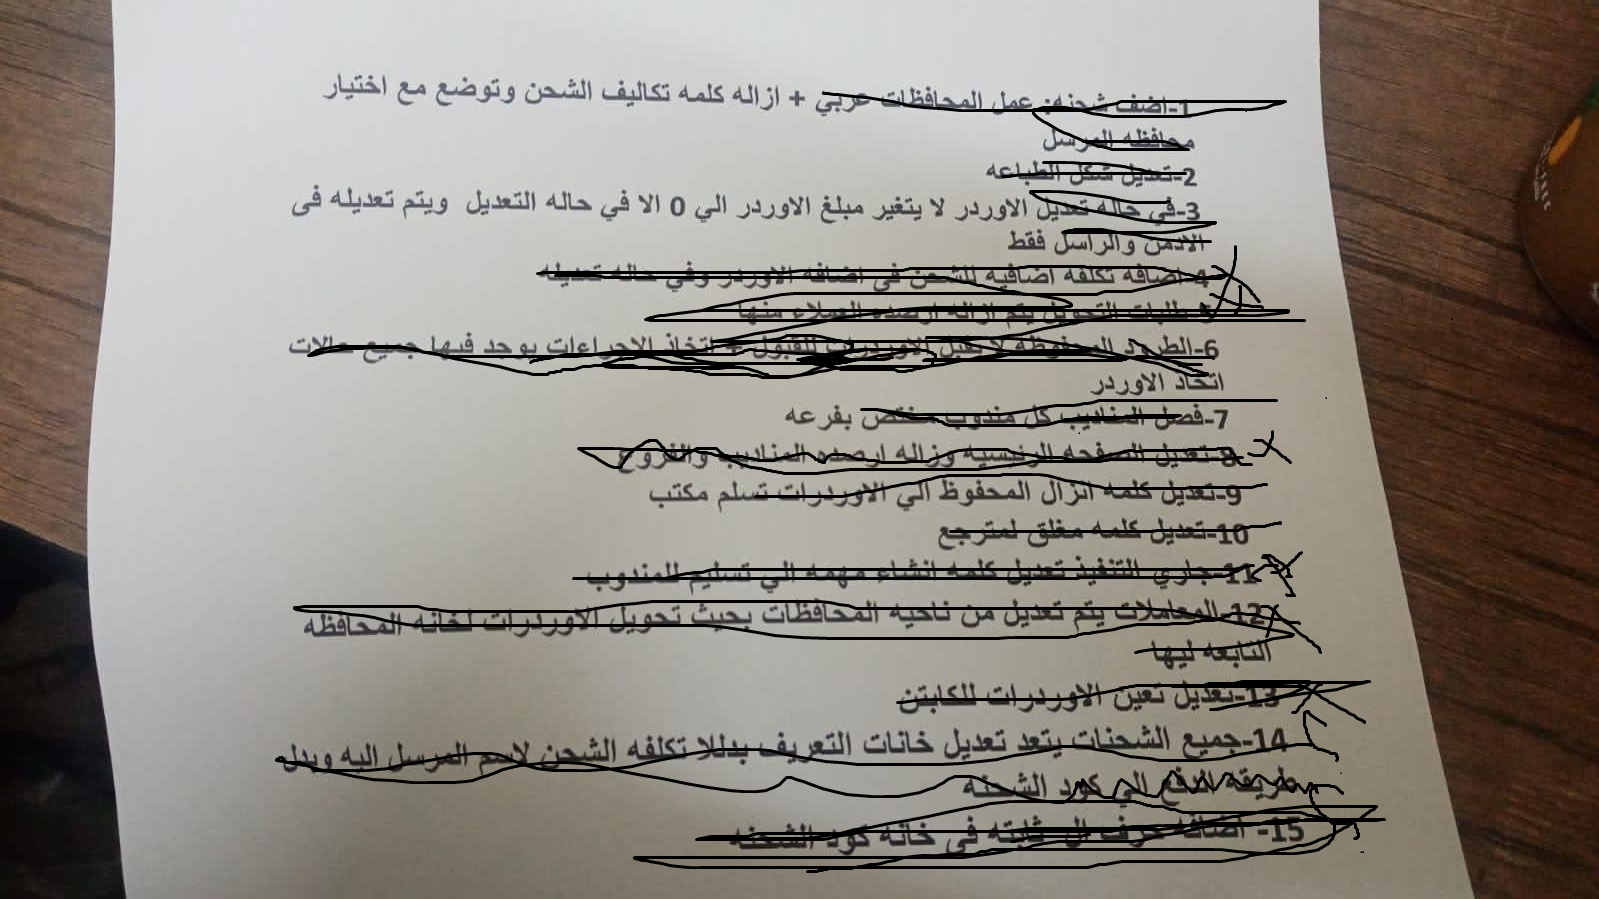 1-اضف شحنه: عمل المحافظات عربي + ازاله كلمه تكاليف الشحن وتوضع مع اختيار
محافظه المرسل
2-تعديل شكل الطباعه
3-في حاله تعديل الاوردر لا يتغير مبلغ الاوردر الي 0 الا في حاله التعديل ويتم تعديله فى
الادمن والراسل فقط
4-اضافه تكلفه اضافيه للشحن في اضافه الاوردر وفي حاله تعديله
5-طلبات التحويل يتم ازاله ارصده العملاء منها
6-الطرود المحفوظه لا يقبل الاوردرات للقبول + اتخاذ الاجراءات يوجد فيها جميع حالات
اتخاذ الاوردر
7-فصل المناديب كل مندوب مختص بفرعه
8-تعديل الصفحه الرئيسيه وزاله ارصده المناديب والفروع
9-تعديل كلمه انزال المحفوظ الي الاوردرات تسلم مكتب
10-تعديل كلمه مغلق لمترجع
11-جاري التنفيذ تعديل كلمه انشاء مهمه الي تسليم للمندوب
12-المعاملات يتم تعديل من ناحيه المحافظات بحيث تحويل الاوردرات لخانه المحافظه
التابعه ليها
13-تعديل تعين الاوردرات للكابتن
14-جميع الشحنات يتعد تعديل خانات التعريف بدللا تكلفه الشحن لاسم المرسل اليه وبدل
طريقه الدفع الي كود الشحنه
15- اضافه حرف ال ثابته في خانه كود الشحنه